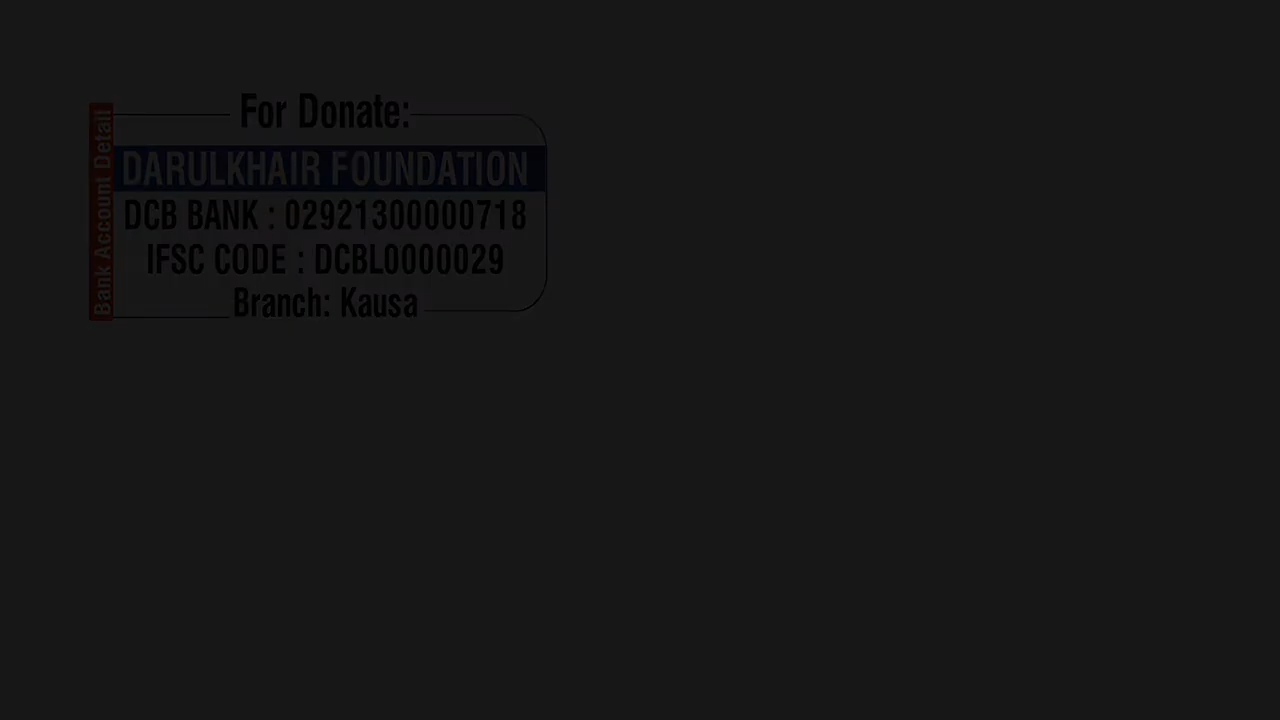 For Donate:
Bank Account Detail
DARULKHAIR FOUNDATION
DCB BANK : 02921300000718
IFSC CODE : DCBL0000029
Branch: Kausa